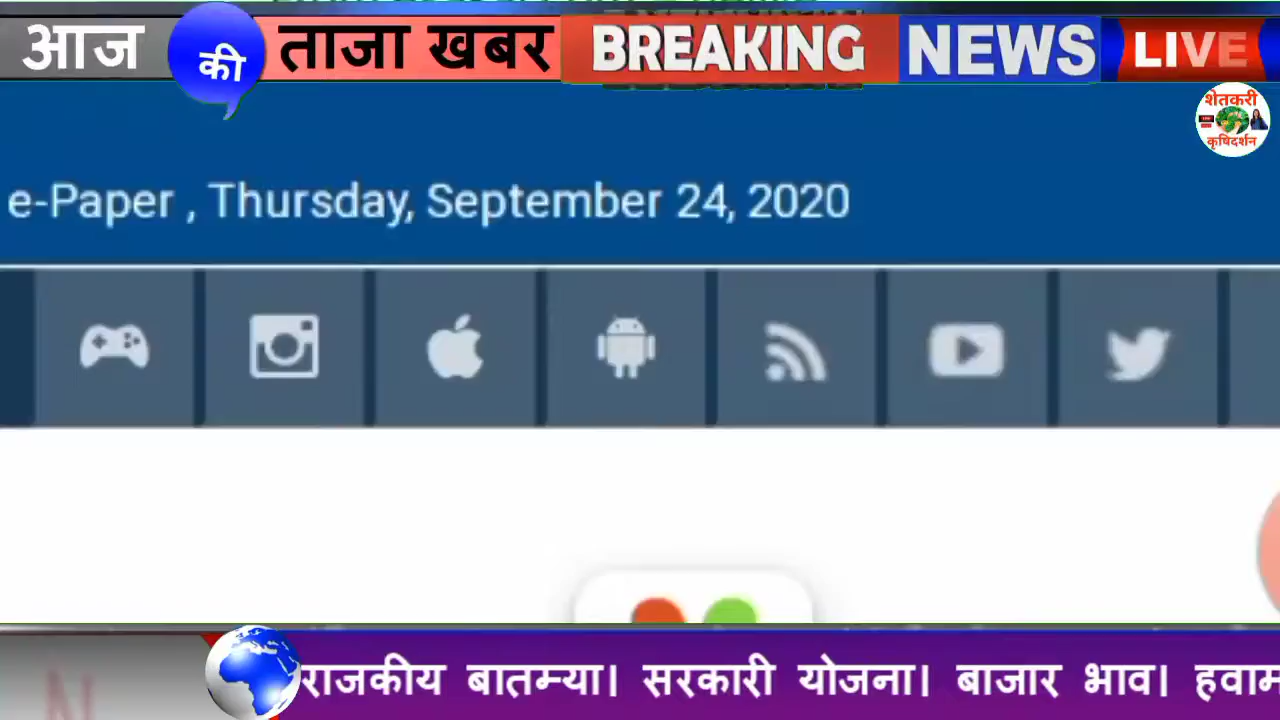 आज की ताजा खबर BREAKING NEWS LIVE
शेतकरी
कृषिदर्शन
e-Paper , Thursday, September 24, 2020
राजकीय बातम्या। सरकारी योजना। बाजार भाव।